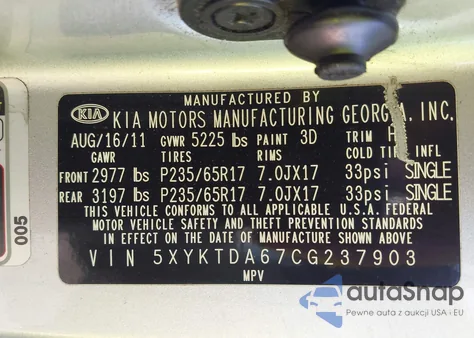 MANUFACTURED BY
KIA KIA MOTORS MANUFACTURING GEORGIA, INC.
AUG/16/11 GVWR 5225 lbs PAINT 3D TRIM H
GAWR TIRES RIMS COLD TIRE INFL
FRONT 2977 lbs P235/65R17 7.0JX17 33psi SINGLE
REAR 3197 lbs P235/65R17 7.0JX17 33psi SINGLE
THIS VEHICLE CONFORMS TO ALL APPLICABLE U.S.A. FEDERAL
MOTOR VEHICLE SAFETY AND THEFT PREVENTION STANDARDS
IN EFFECT ON THE DATE OF MANUFACTURE SHOWN ABOVE
VIN 5XYKTDA67CG237903
MPV
005
autoSnap
Pewne auta z aukcji USA i EU